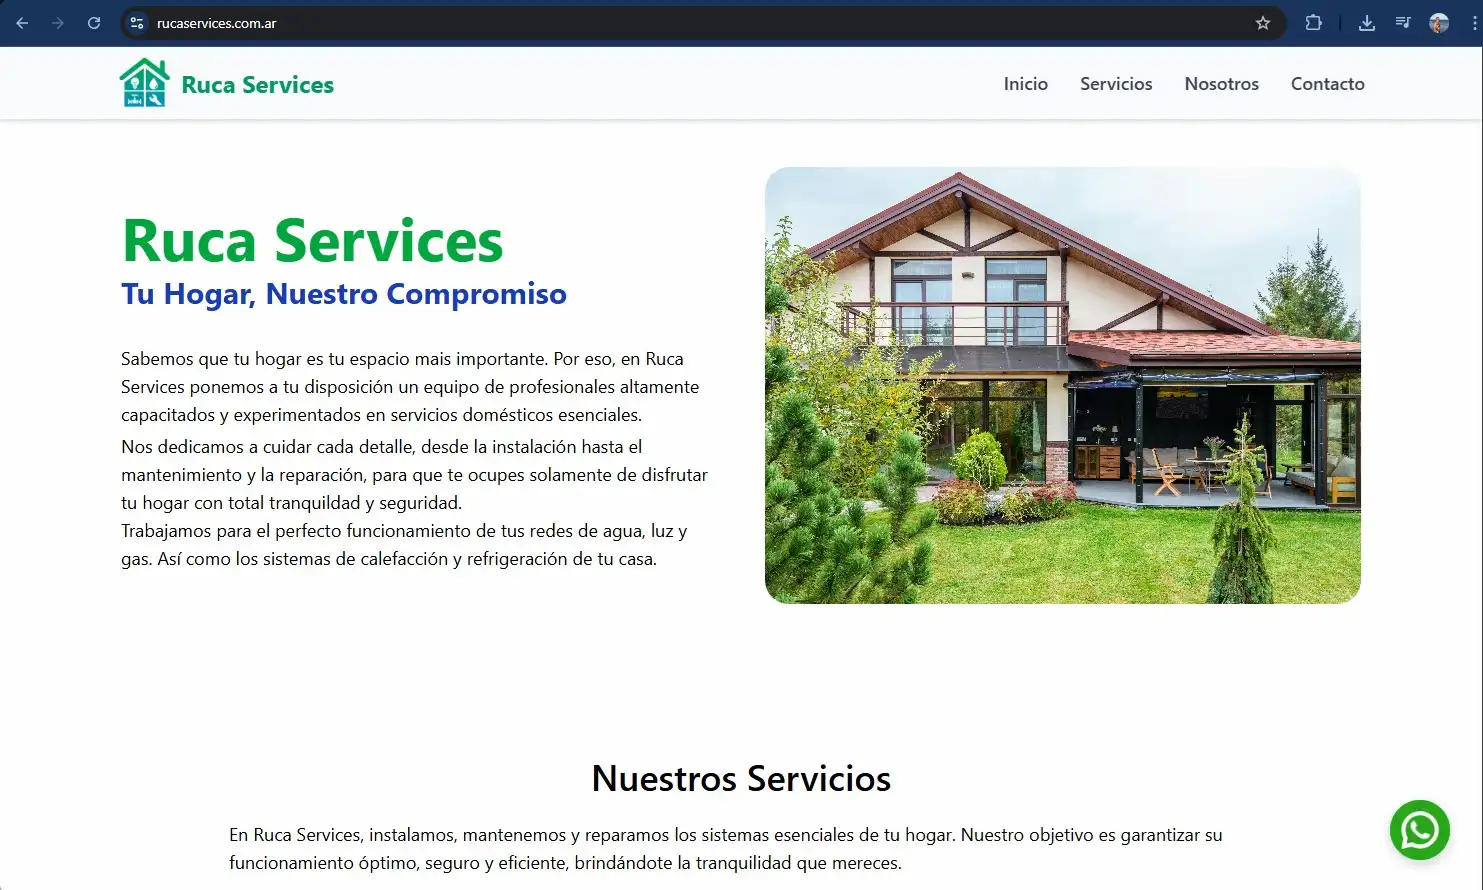 rucaservices.com.ar
Ruca Services
Inicio
Servicios
Nosotros
Contacto
Ruca Services
Tu Hogar, Nuestro Compromiso
Sabemos que tu hogar es tu espacio mais importante. Por eso, en Ruca
Services ponemos a tu disposición un equipo de profesionales altamente
capacitados y experimentados en servicios domésticos esenciales.
Nos dedicamos a cuidar cada detalle, desde la instalación hasta el
mantenimiento y la reparación, para que te ocupes solamente de disfrutar
tu hogar con total tranquildad y seguridad.
Trabajamos para el perfecto funcionamiento de tus redes de agua, luz y
gas. Así como los sistemas de calefacción y refrigeración de tu casa.
Nuestros Servicios
En Ruca Services, instalamos, mantenemos y reparamos los sistemas esenciales de tu hogar. Nuestro objetivo es garantizar su
funcionamiento óptimo, seguro y eficiente, brindándote la tranquilidad que mereces.